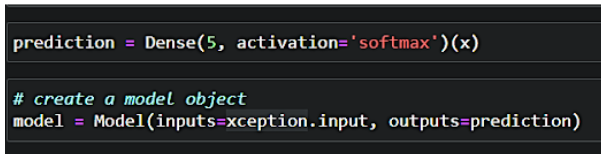 prediction = Dense(5, activation='softmax')(x)
# create a model object
model = Model(inputs=xception.input, outputs=prediction)